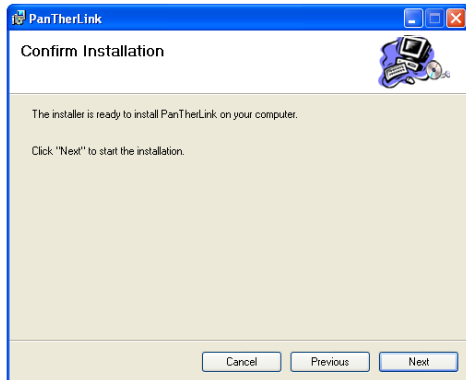 PanTherLink
Confirm Installation
The installer is ready to install PanTherLink on your computer.
Click "Next" to start the installation.
Cancel
Previous
Next